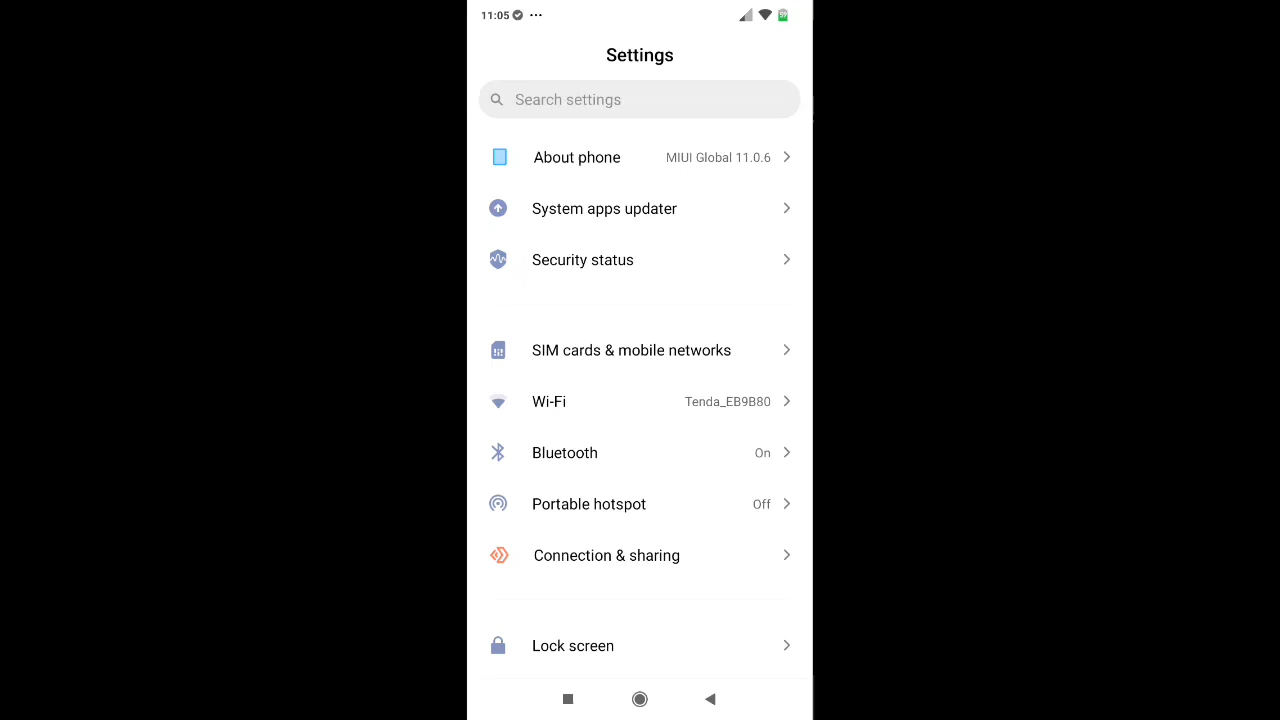 11:05
Settings
Search settings
About phone MIUI Global 11.0.6
System apps updater
Security status
SIM cards & mobile networks
Wi-Fi Tenda_EB9B80
Bluetooth On
Portable hotspot Off
Connection & sharing
Lock screen